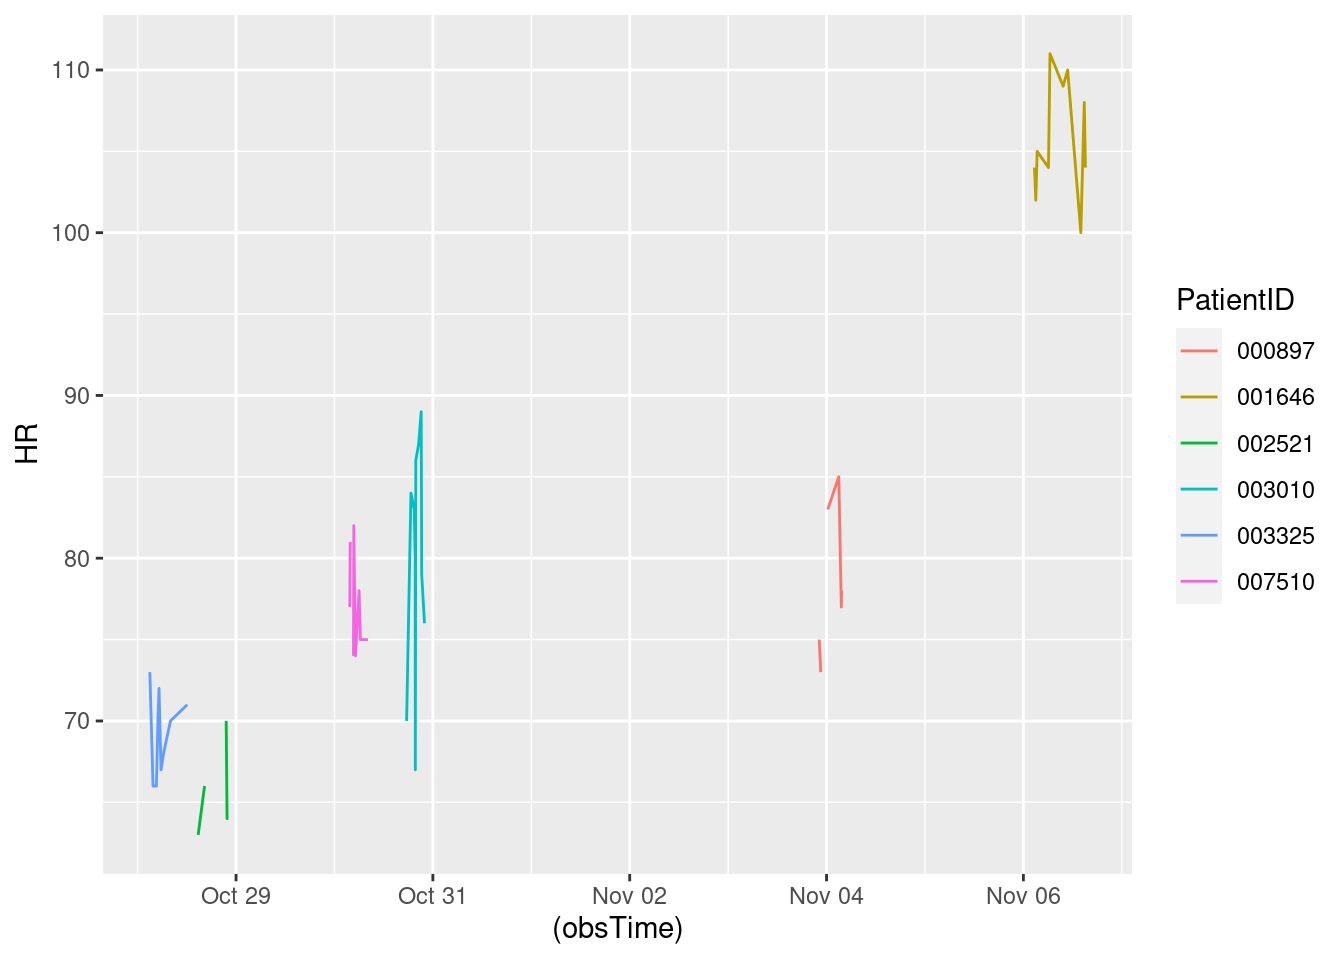 110
100
90
80
70
HR
Oct 29
Oct 31
Nov 02
Nov 04
Nov 06
(obsTime)
PatientID
000897
001646
002521
003010
003325
007510